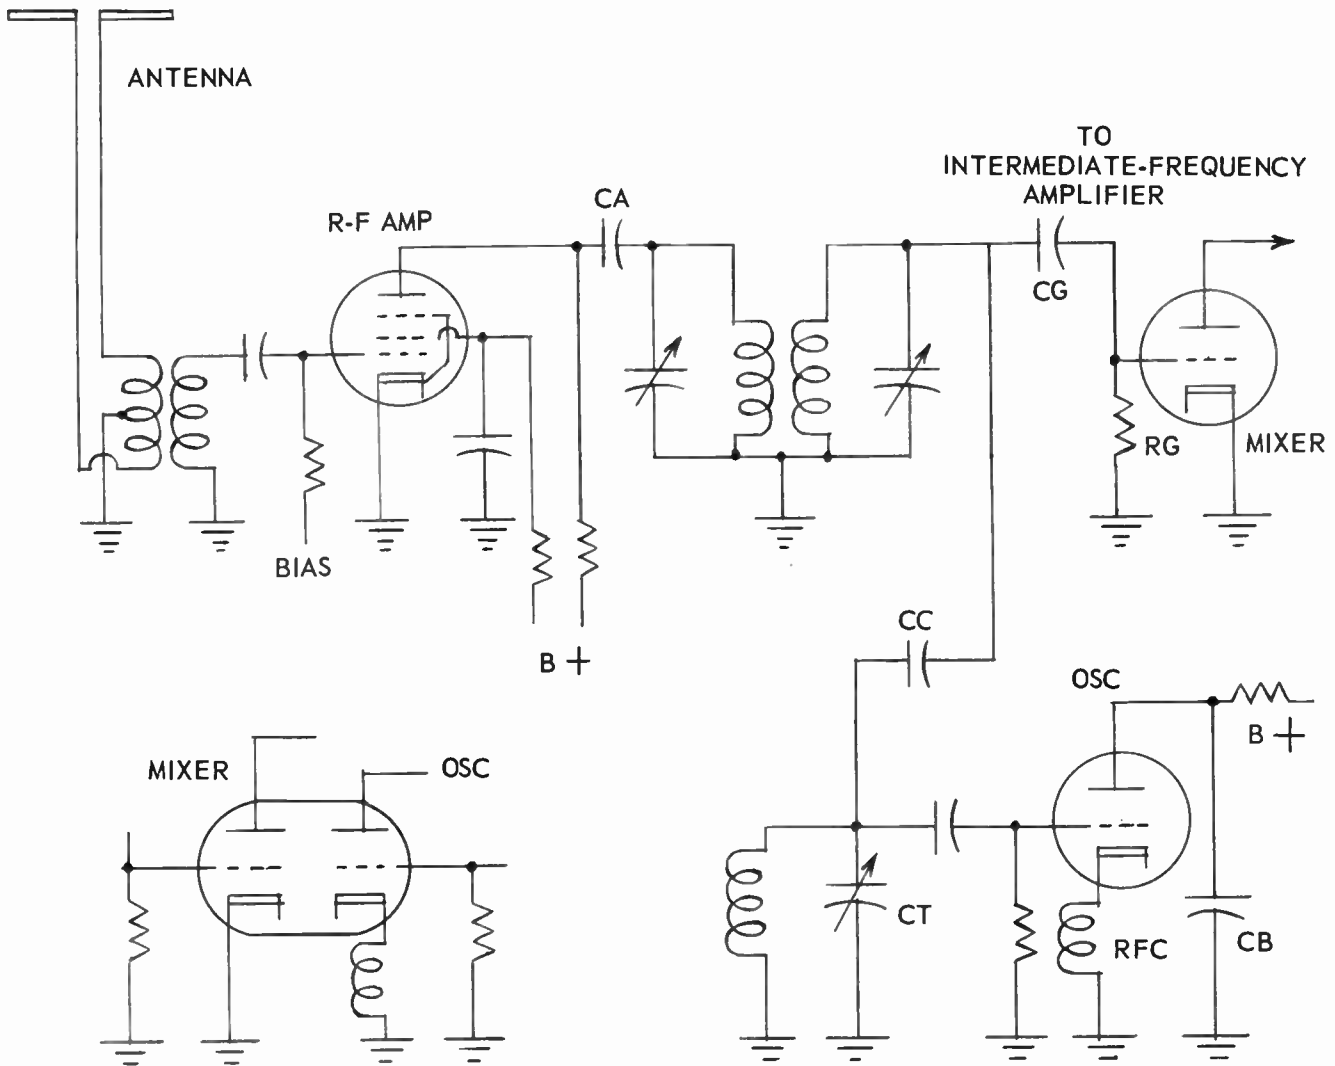 ANTENNA
R-F AMP
CA
TO
INTERMEDIATE-FREQUENCY
AMPLIFIER
CG
RG
MIXER
BIAS
B +
CC
OSC
B +
MIXER
OSC
CT
RFC
CB